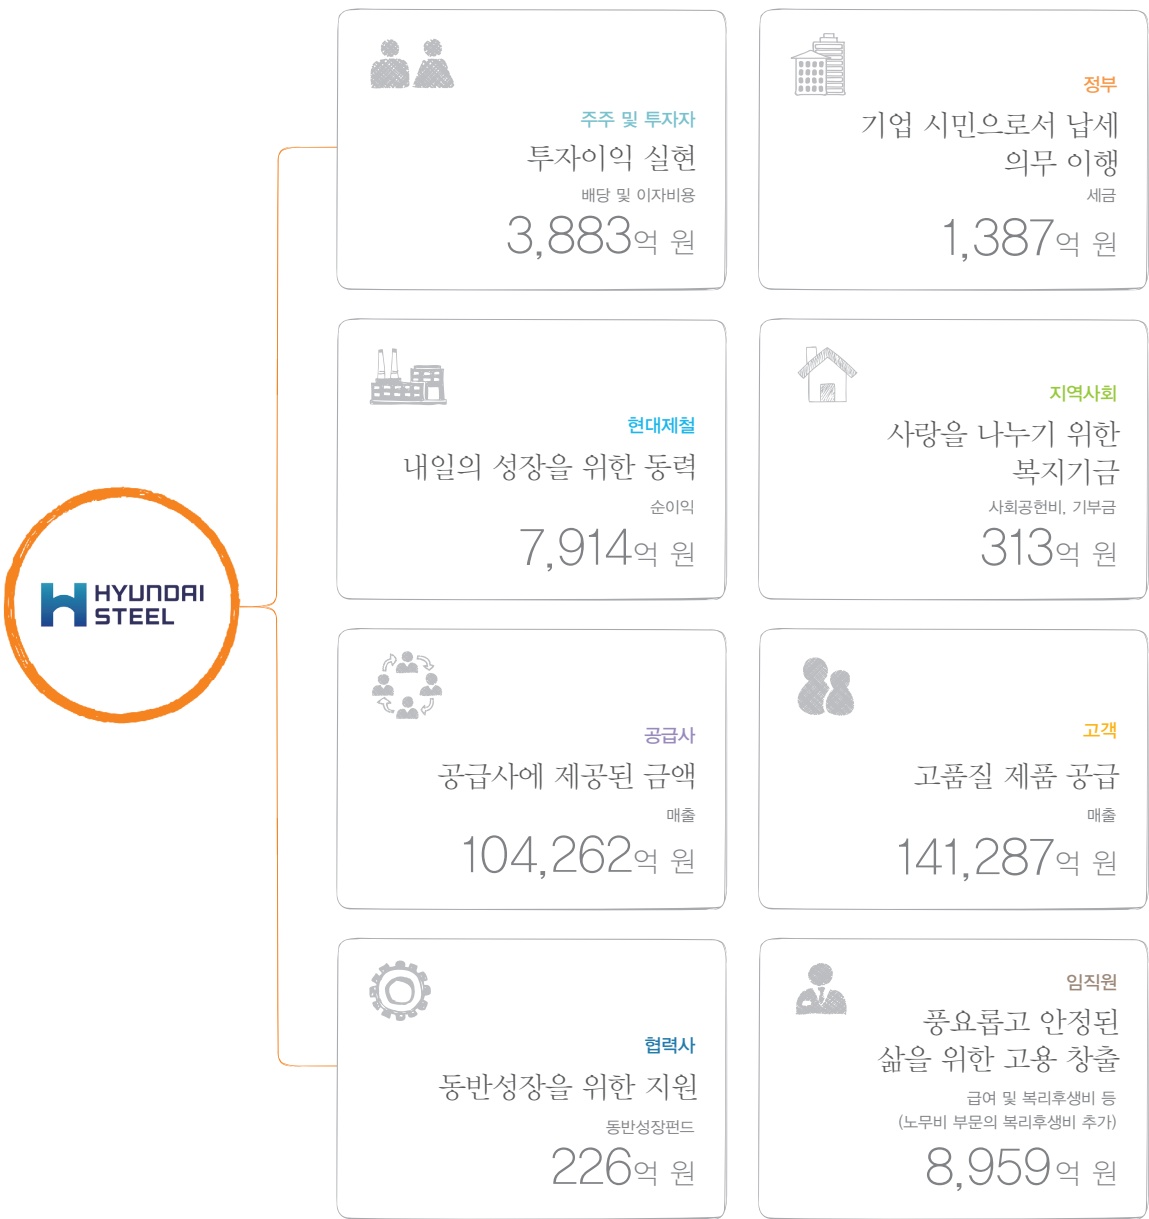 주주 및 투자자
투자이익 실현
배당 및 이자비용
3,883억 원
정부
기업 시민으로서 납세
의무 이행
세금
1,387억 원
현대제철
내일의 성장을 위한 동력
순이익
7,914억 원
지역사회
사랑을 나누기 위한
복지기금
사회공헌비, 기부금
313억 원
HYUNDAI
STEEL
공급사
공급사에 제공된 금액
매출
104,262억 원
고객
고품질 제품 공급
매출
141,287억 원
협력사
동반성장을 위한 지원
동반성장펀드
226억 원
임직원
풍요롭고 안정된
삶을 위한 고용 창출
급여 및 복리후생비 등
(노무비 부문의 복리후생비 추가)
8,959억 원